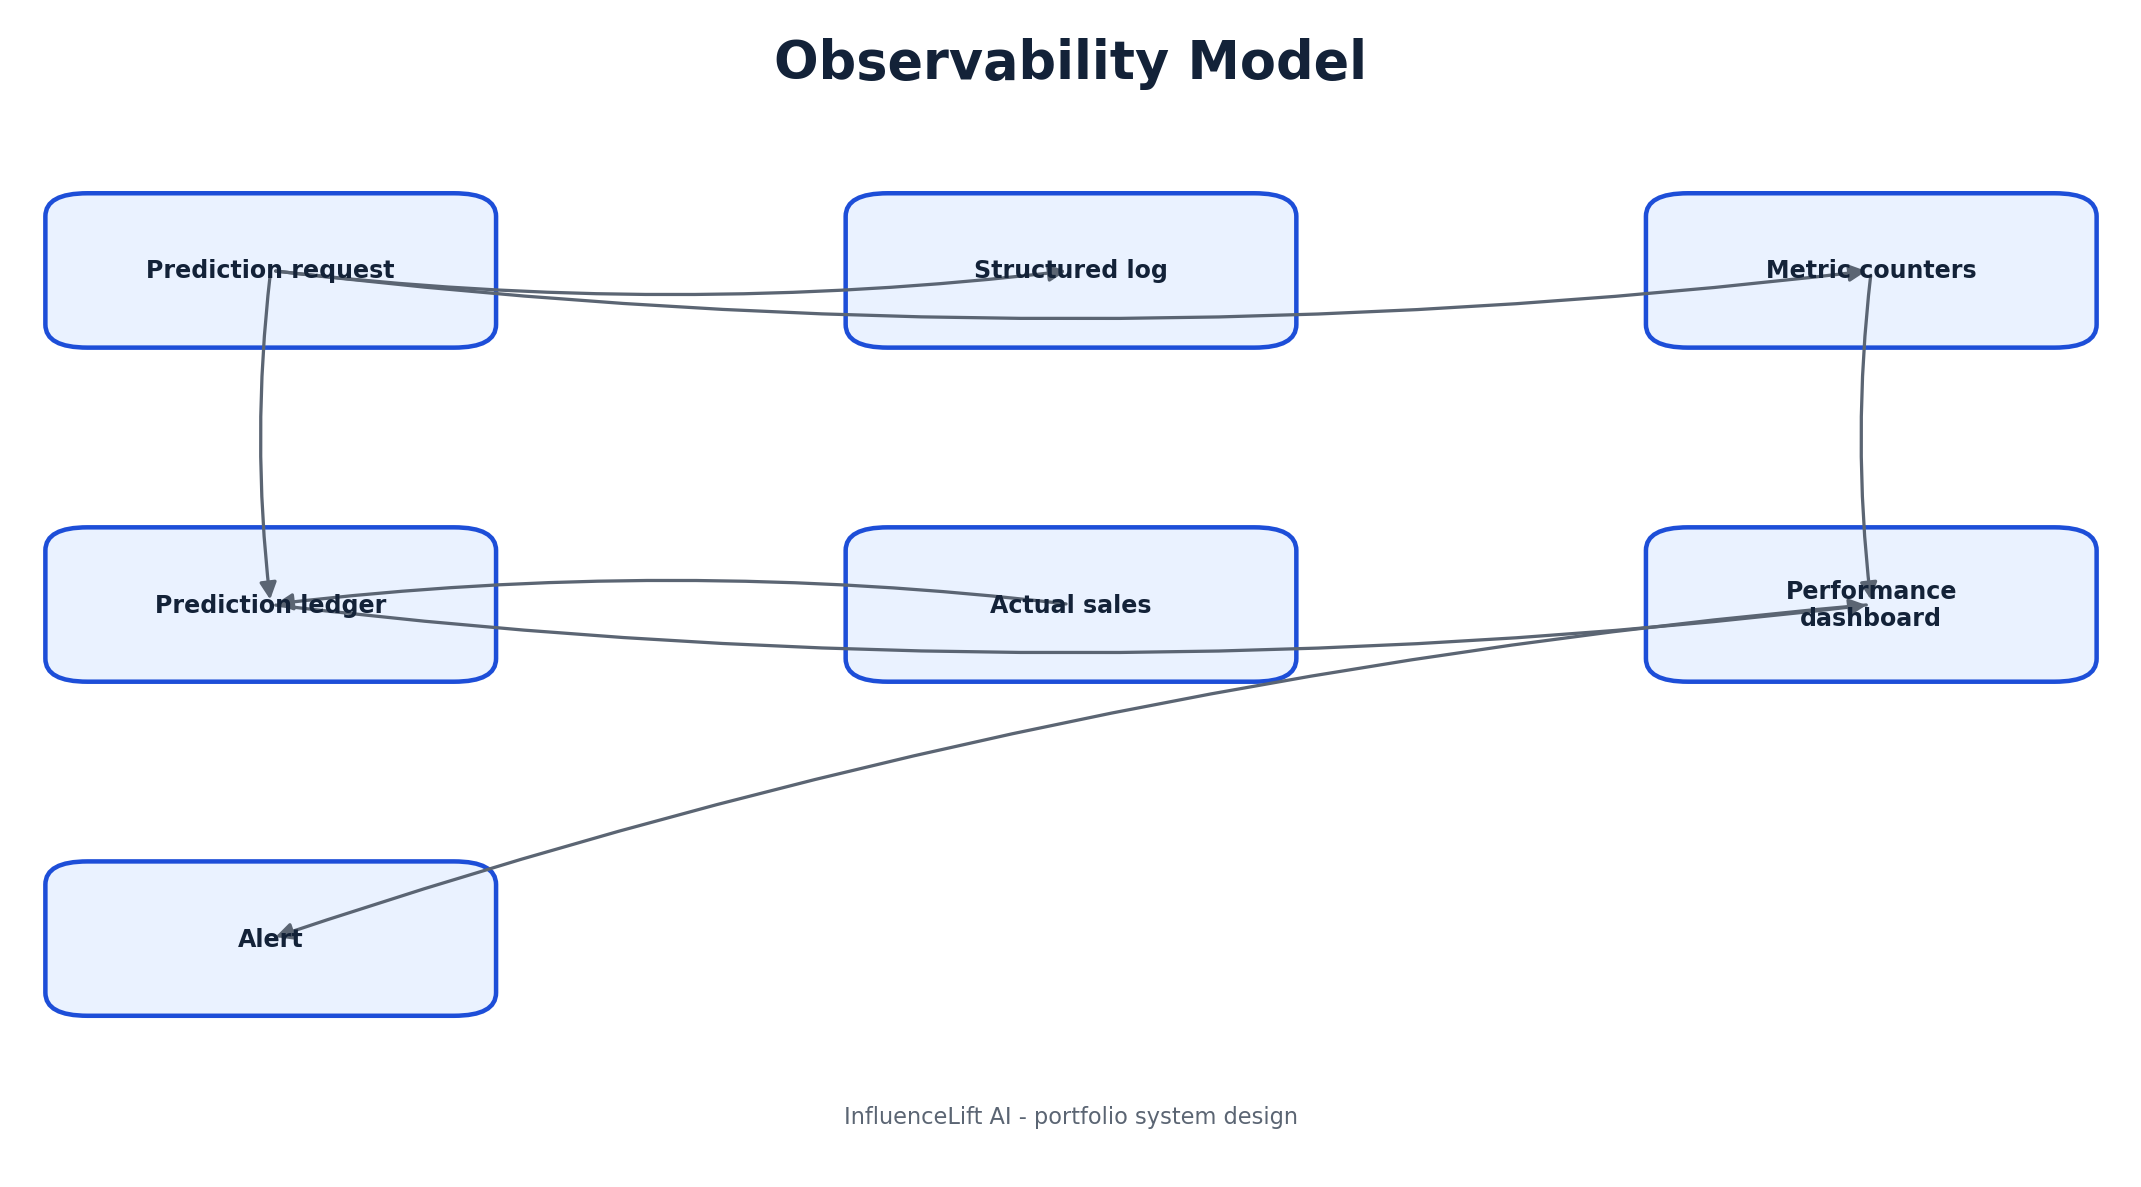 Observability Model
Prediction request
Structured log
Metric counters
Prediction ledger
Actual sales
Performance
dashboard
Alert
InfluenceLift AI - portfolio system design